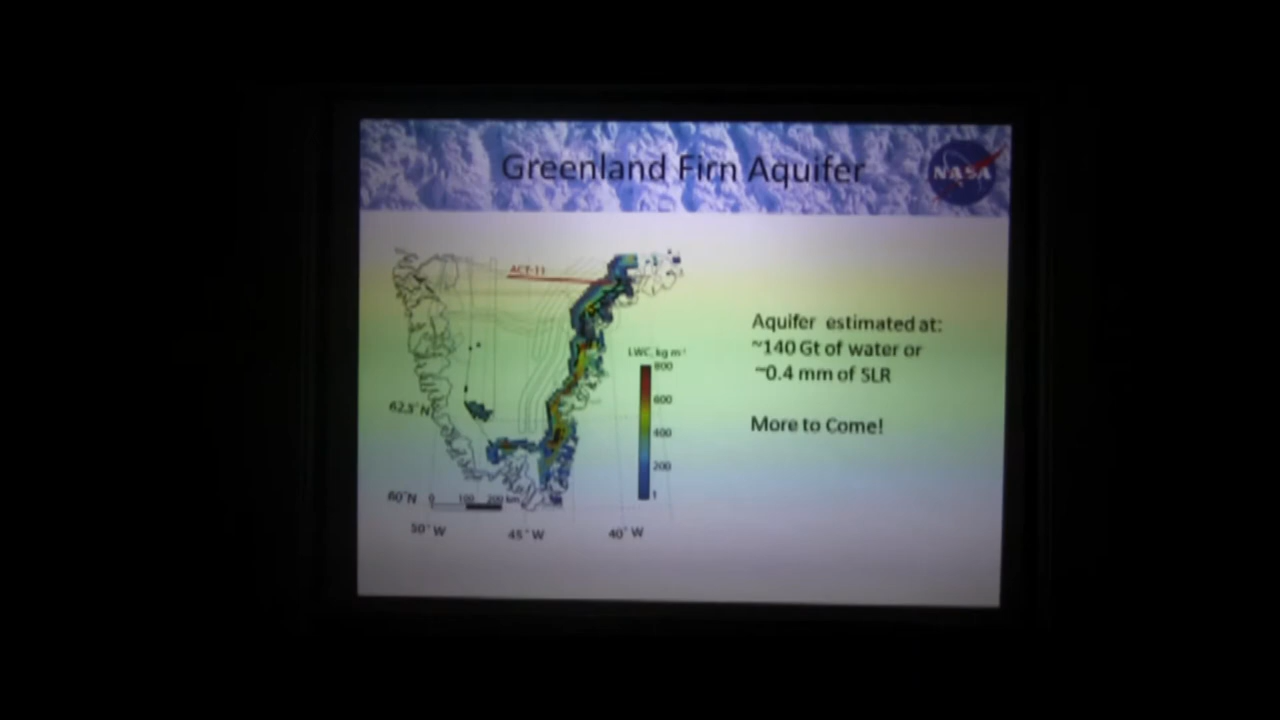 Greenland Firn Aquifer
NASA
ACT-11
LWC, kg m⁻¹
800
600
400
200
1
62.5°N
60°N
0 100 200 km
50°W
45°W
40°W
Aquifer estimated at:
~140 Gt of water or
~0.4 mm of SLR
More to Come!